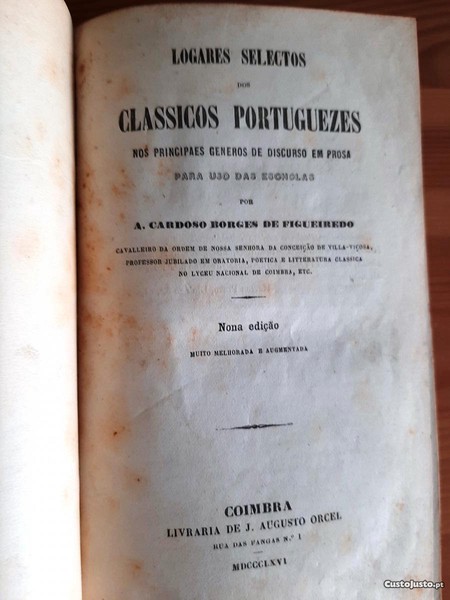 LOGARES SELECTOS
DOS
CLASSICOS PORTUGUEZES
NOS PRINCIPAES GENEROS DE DISCURSO EM PROSA
PARA USO DAS ESCHOLAS
POR
A. CARDOSO BORGES DE FIGUEIREDO
CAVALLEIRO DA ORDEM DE NOSSA SENHORA DA CONCEIÇÃO DE VILLA-VIÇOSA,
PROFESSOR JUBILADO EM ORATORIA, POETICA E LITTERATURA CLASSICA
NO LYCEU NACIONAL DE COIMBRA, ETC.
Nona edição
MUITO MELHORADA E AUGMENTADA
COIMBRA
LIVRARIA DE J. AUGUSTO ORCEL
RUA DAS FANGAS N.º 1
MDCCCLXVI
CustoJusto.pt